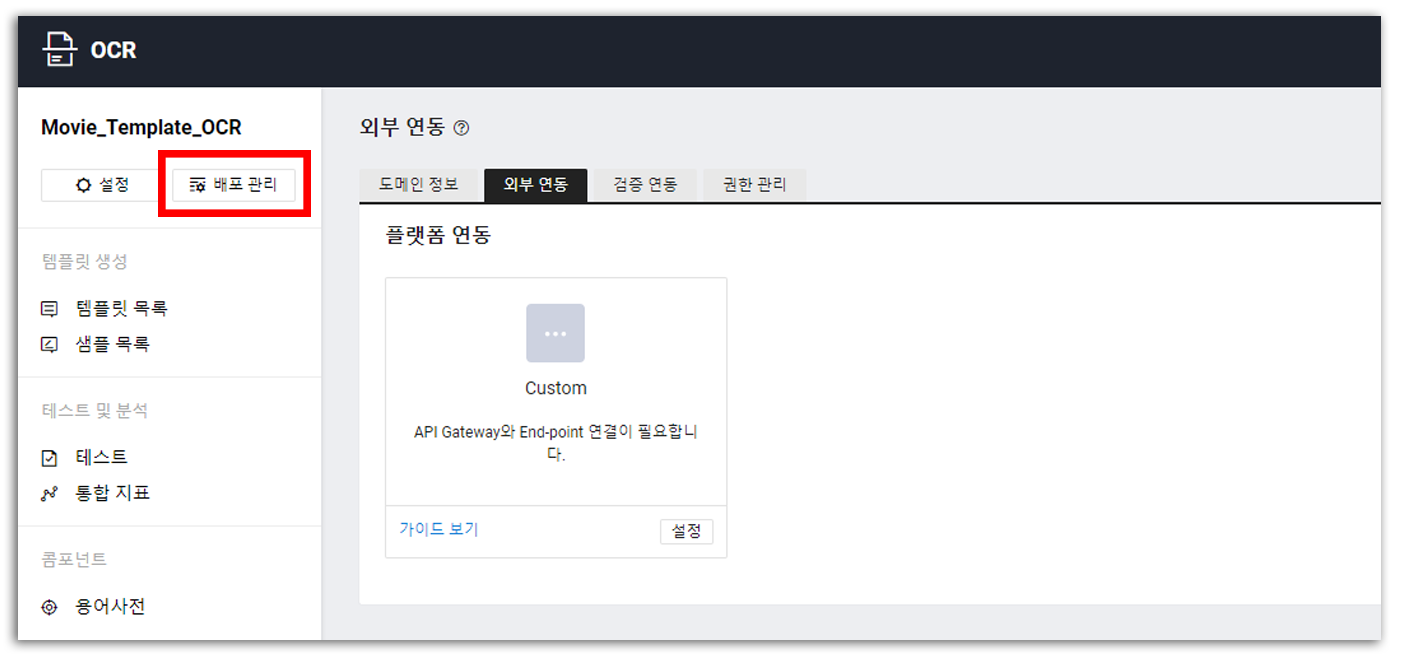 OCR
Movie_Template_OCR
설정
배포 관리
템플릿 생성
템플릿 목록
샘플 목록
테스트 및 분석
테스트
통합 지표
콤포넌트
용어사전
외부 연동 ?
도메인 정보
외부 연동
검증 연동
권한 관리
플랫폼 연동
Custom
API Gateway와 End-point 연결이 필요합니
다.
가이드 보기
설정